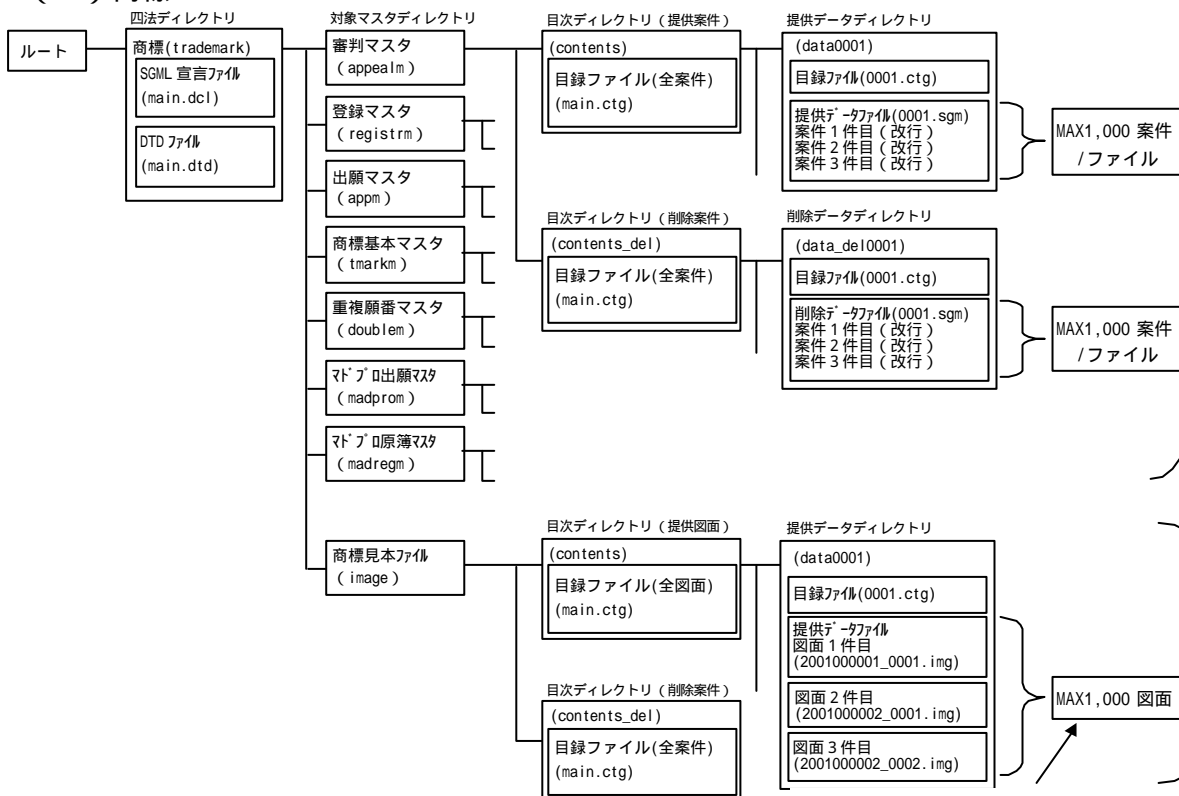 四法ディレクトリ
対象マスタディレクトリ
目次ディレクトリ(提供案件)
提供データディレクトリ
ルート
商標(trademark)
SGML 宣言ファイル
(main.dcl)
DTD ファイル
(main.dtd)
審判マスタ
(appealm)
登録マスタ
(registrm)
出願マスタ
(appm)
商標基本マスタ
(tmarkm)
重複願番マスタ
(doublem)
マドプロ出願マスタ
(madprom)
マドプロ原簿マスタ
(madregm)
商標見本ファイル
(image)
(contents)
目録ファイル(全案件)
(main.ctg)
(data0001)
目録ファイル(0001.ctg)
提供データファイル(0001.sgm)
案件1件目(改行)
案件2件目(改行)
案件3件目(改行)
MAX1,000 案件
/ファイル
目次ディレクトリ(削除案件)
(contents_del)
目録ファイル(全案件)
(main.ctg)
削除データディレクトリ
(data_del0001)
目録ファイル(0001.ctg)
削除データファイル(0001.sgm)
案件1件目(改行)
案件2件目(改行)
案件3件目(改行)
MAX1,000 案件
/ファイル
目次ディレクトリ(提供図面)
(contents)
目録ファイル(全図面)
(main.ctg)
提供データディレクトリ
(data0001)
目録ファイル(0001.ctg)
提供データファイル
図面1件目
(2001000001_0001.img)
図面2件目
(2001000002_0001.img)
図面3件目
(2001000002_0002.img)
MAX1,000 図面
目次ディレクトリ(削除案件)
(contents_del)
目録ファイル(全案件)
(main.ctg)